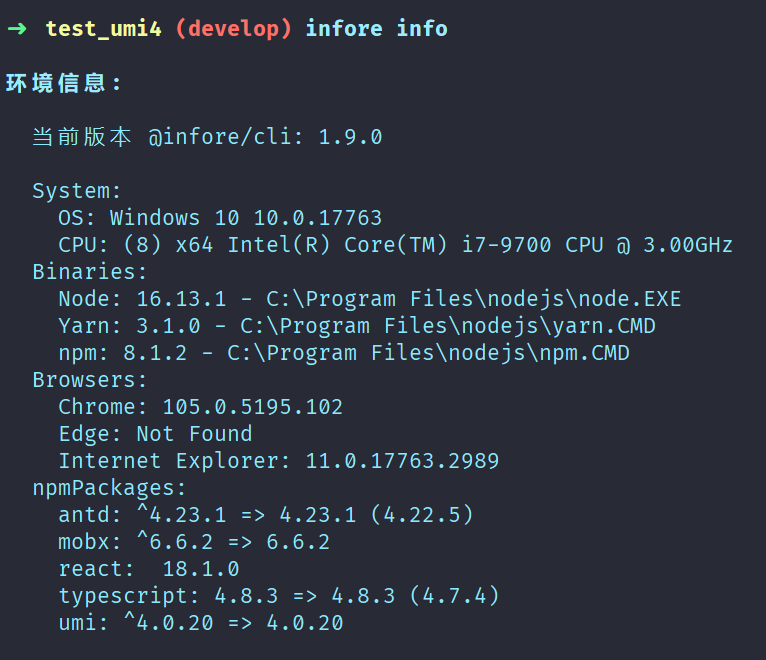 ➜ test_umi4 (develop) infore info
环境信息:
当前版本 @infore/cli: 1.9.0
System:
OS: Windows 10 10.0.17763
CPU: (8) x64 Intel(R) Core(TM) i7-9700 CPU @ 3.00GHz
Binaries:
Node: 16.13.1 - C:\Program Files\nodejs\node.EXE
Yarn: 3.1.0 - C:\Program Files\nodejs\yarn.CMD
npm: 8.1.2 - C:\Program Files\nodejs\npm.CMD
Browsers:
Chrome: 105.0.5195.102
Edge: Not Found
Internet Explorer: 11.0.17763.2989
npmPackages:
antd: ^4.23.1 => 4.23.1 (4.22.5)
mobx: ^6.6.2 => 6.6.2
react:  18.1.0
typescript: 4.8.3 => 4.8.3 (4.7.4)
umi: ^4.0.20 => 4.0.20